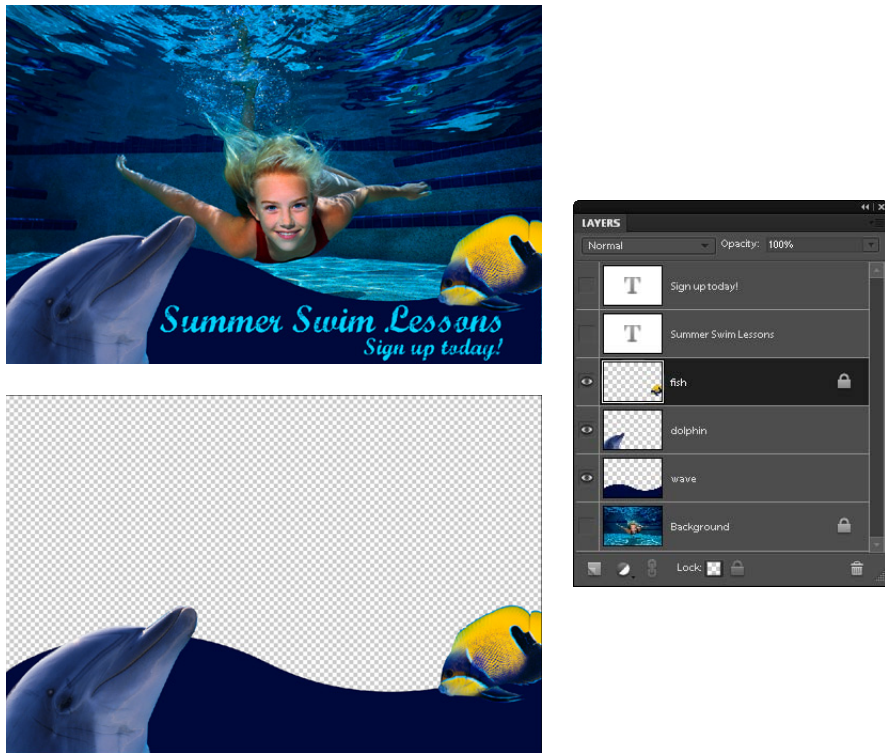 Summer Swim Lessons
Sign up today!
LAYERS
Normal Opacity: 100%
T Sign up today!
T Summer Swim Lessons
fish
dolphin
wave
Background
Lock: